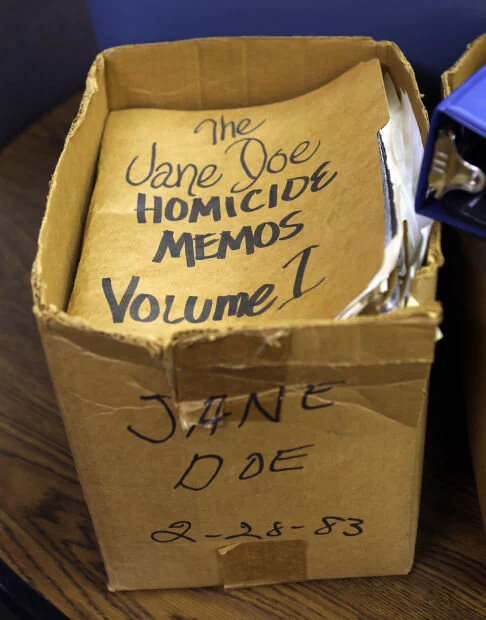 The
Jane Doe
HOMICIDE
MEMOS
Volume I
JANE
DOE
2-28-83